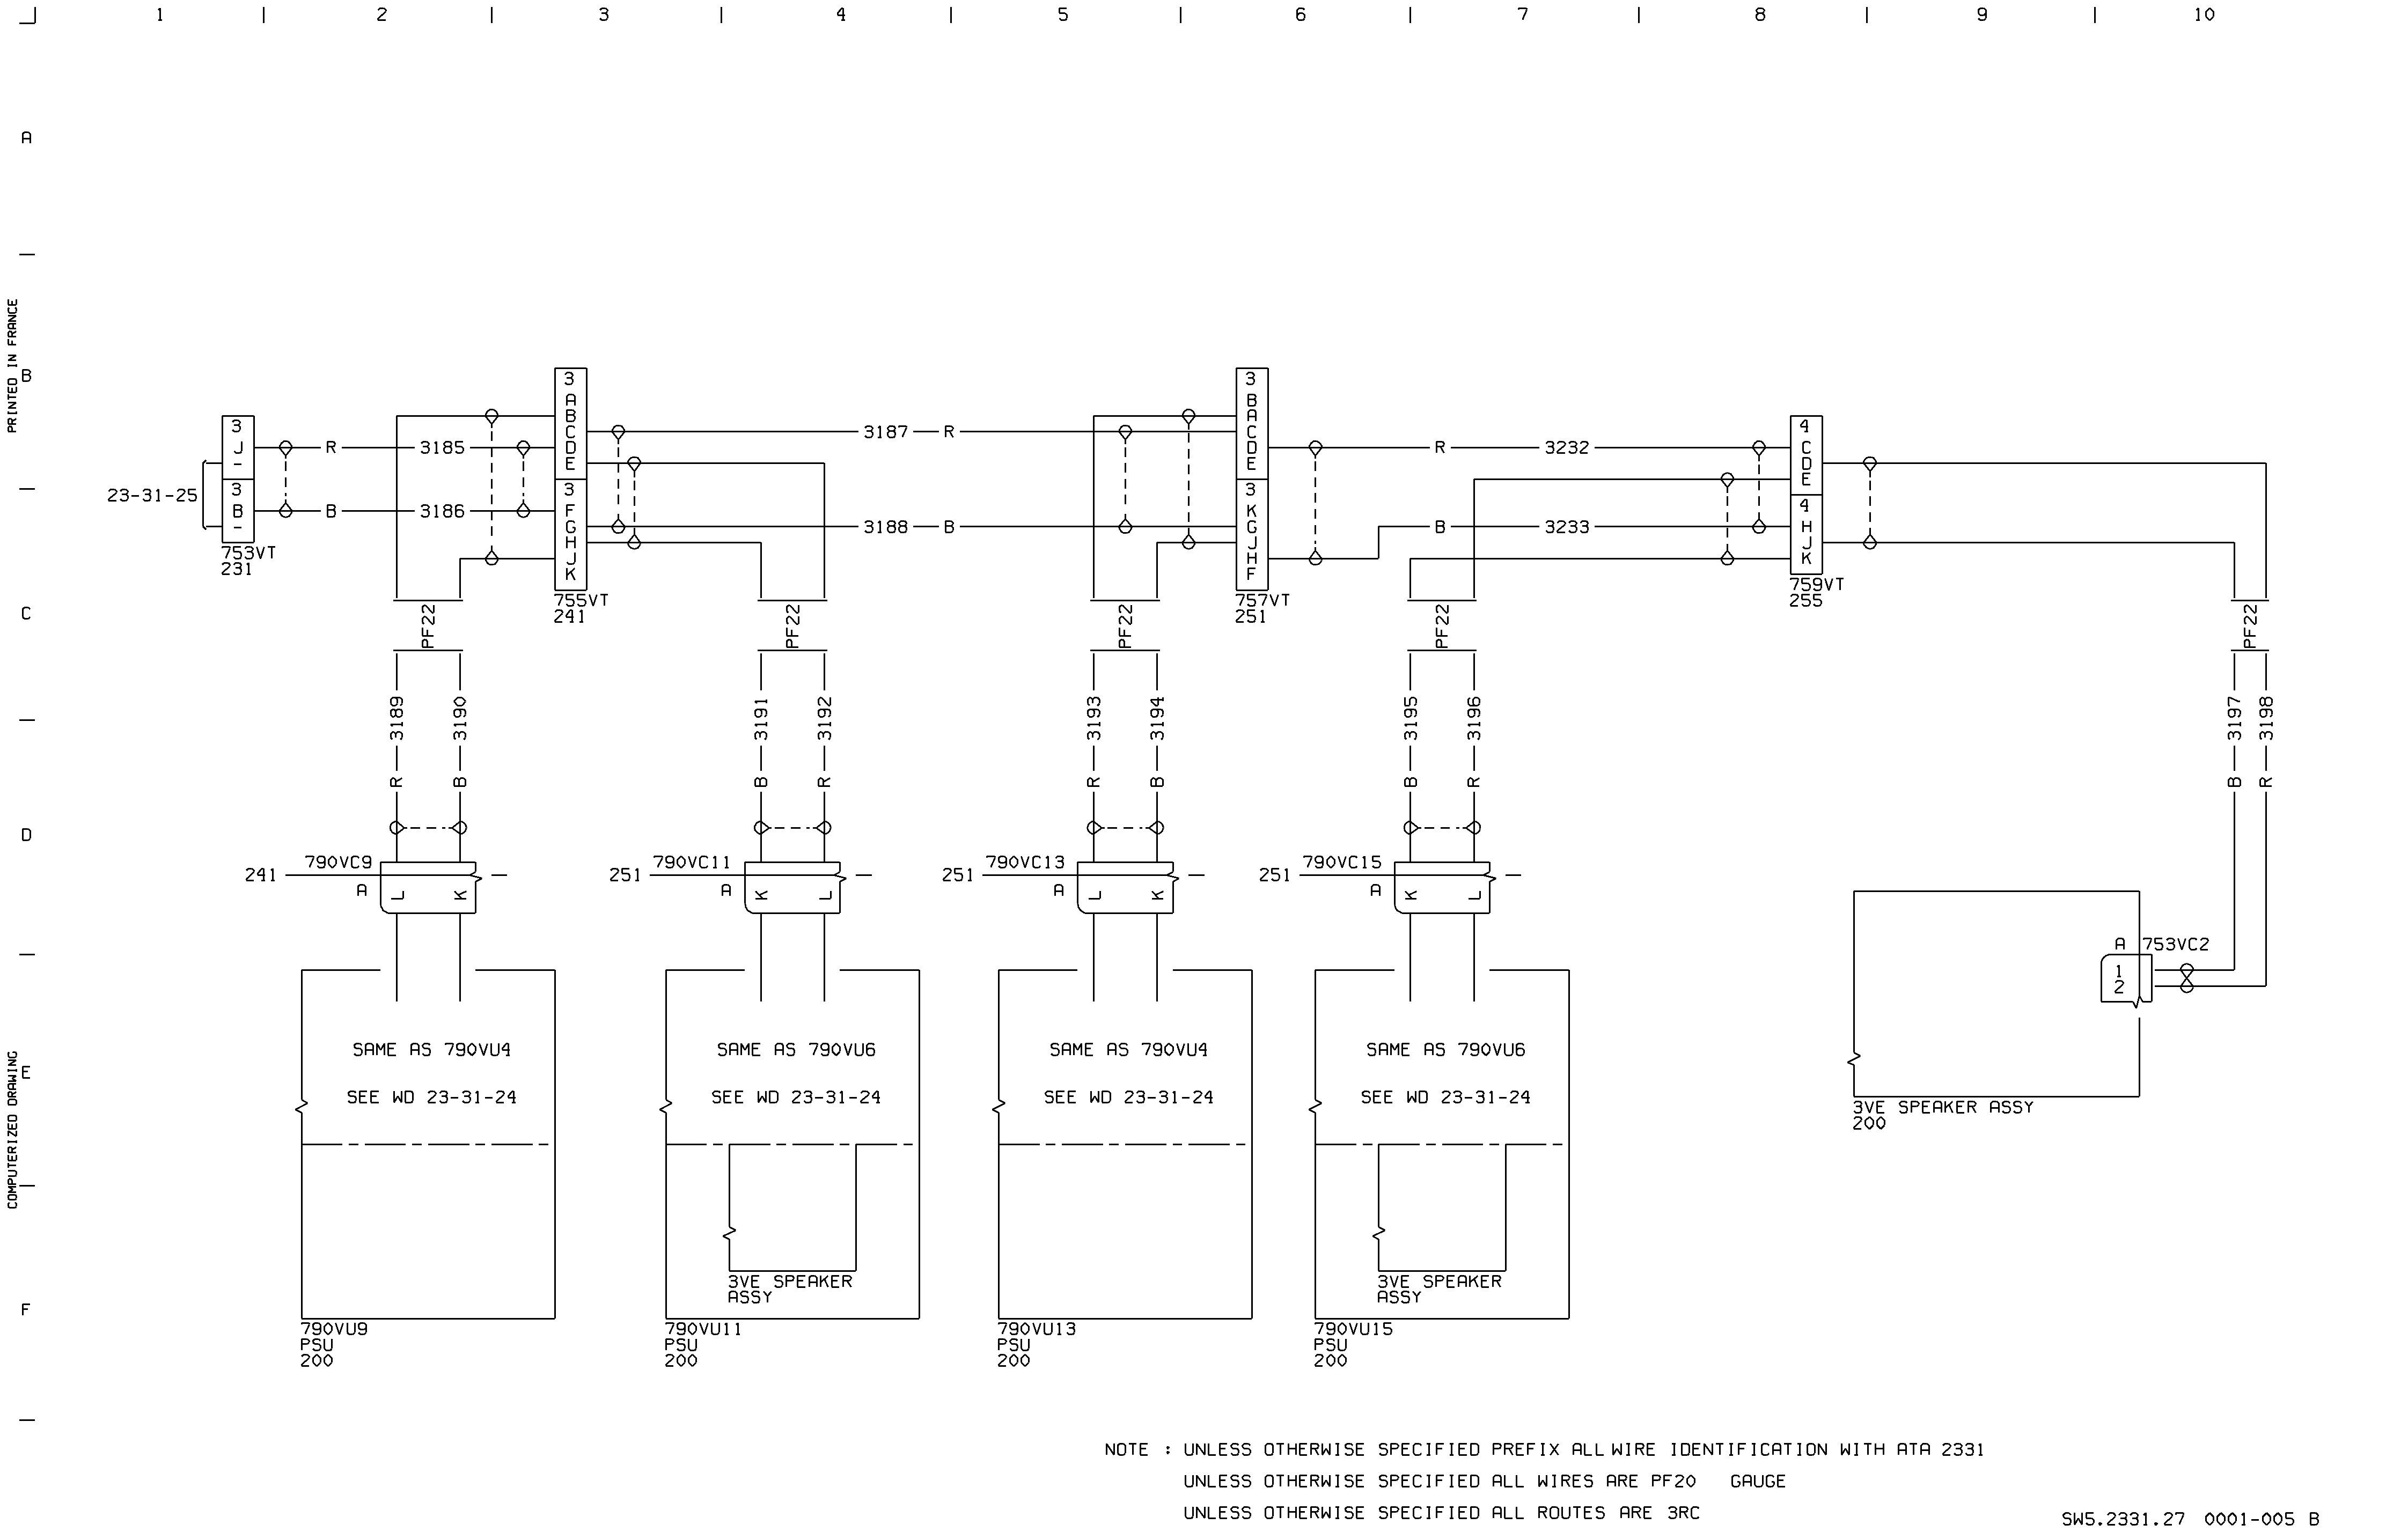 1 2 3 4 5 6 7 8 9 10
A
PRINTED IN FRANCE
B
C
D
COMPUTERIZED DRAWING
E
F
23-31-25
3
J
-
3
B
-
753VT
231
R 3185
B 3186
3
A
B
C
D
E
3
F
G
H
J
K
755VT
241
3187 R
3188 B
3
B
A
C
D
E
3
K
G
J
H
F
757VT
251
R 3232
B 3233
4
C
D
E
4
H
J
K
759VT
255
PF22 PF22 PF22 PF22 PF22
3189 3190 3191 3192 3193 3194 3195 3196 3197 3198
R B B R R B B R B R
241 790VC9 -
A L K
251 790VC11 -
A K L
251 790VC13 -
A L K
251 790VC15 -
A K L
A 753VC2
1
2
3VE SPEAKER ASSY
200
SAME AS 790VU4
SEE WD 23-31-24
790VU9
PSU
200
SAME AS 790VU6
SEE WD 23-31-24
3VE SPEAKER
ASSY
790VU11
PSU
200
SAME AS 790VU4
SEE WD 23-31-24
790VU13
PSU
200
SAME AS 790VU6
SEE WD 23-31-24
3VE SPEAKER
ASSY
790VU15
PSU
200
NOTE : UNLESS OTHERWISE SPECIFIED PREFIX ALL WIRE IDENTIFICATION WITH ATA 2331
UNLESS OTHERWISE SPECIFIED ALL WIRES ARE PF20 GAUGE
UNLESS OTHERWISE SPECIFIED ALL ROUTES ARE 3RC
SW5.2331.27 0001-005 B